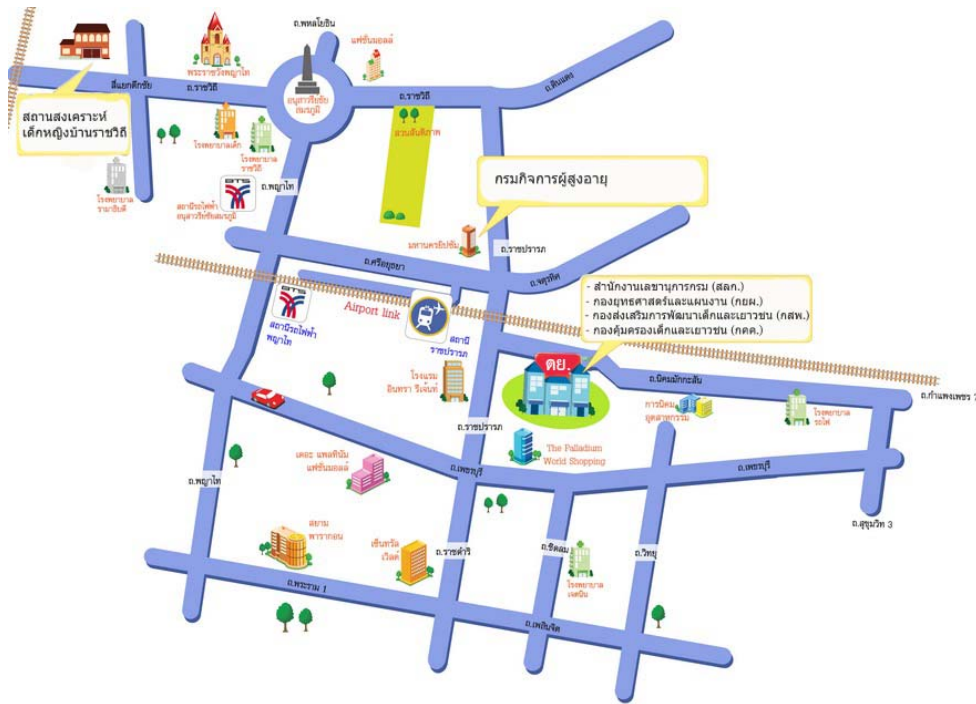 ถ.พหลโยธิน
แฟชั่นมอลล์
พระราชวังพญาไท
ถ.ดินแดง
สี่แยกตึกชัย
ถ.ราชวิถี
อนุสาวรีย์ชัย
สมรภูมิ
ถ.ราชวิถี
สถานสงเคราะห์
เด็กหญิงบ้านราชวิถี
สวนสันติภาพ
โรงพยาบาลเด็ก
โรงพยาบาล
ราชวิถี
โรงพยาบาล
รามาธิบดี
BTS
ถ.พญาไท
สถานีรถไฟฟ้า
อนุสาวรีย์ชัยสมรภูมิ
กรมกิจการผู้สูงอายุ
มหานครยิปซั่ม
ถ.ราชปรารภ
ถ.ศรีอยุธยา
ถ.จตุรทิศ
- สำนักงานเลขานุการกรม (สลก.)
- กองยุทธศาสตร์และแผนงาน (กยผ.)
- กองส่งเสริมการพัฒนาเด็กและเยาวชน (กสพ.)
- กองคุ้มครองเด็กและเยาวชน (กคด.)
BTS
Airport link
สถานีรถไฟฟ้า
พญาไท
สถานี
ราชปรารภ
ดย.
โรงแรม
อินทรา รีเจ้นท์
ถ.นิคมมักกะสัน
ถ.กำแพงเพชร 7
การนิคม
อุตสาหกรรม
โรงพยาบาล
รถไฟ
ถ.ราชปรารภ
The Palladium
World Shopping
เดอะ แพลทินัม
แฟชั่นมอลล์
ถ.เพชรบุรี
ถ.เพชรบุรี
ถ.พญาไท
ถ.สุขุมวิท 3
สยาม
พารากอน
เซ็นทรัล
เวิลด์
ถ.ราชดำริ
ถ.ชิดลม
ถ.วิทยุ
โรงพยาบาล
เจตนิน
ถ.พระราม 1
ถ.เพลินจิต